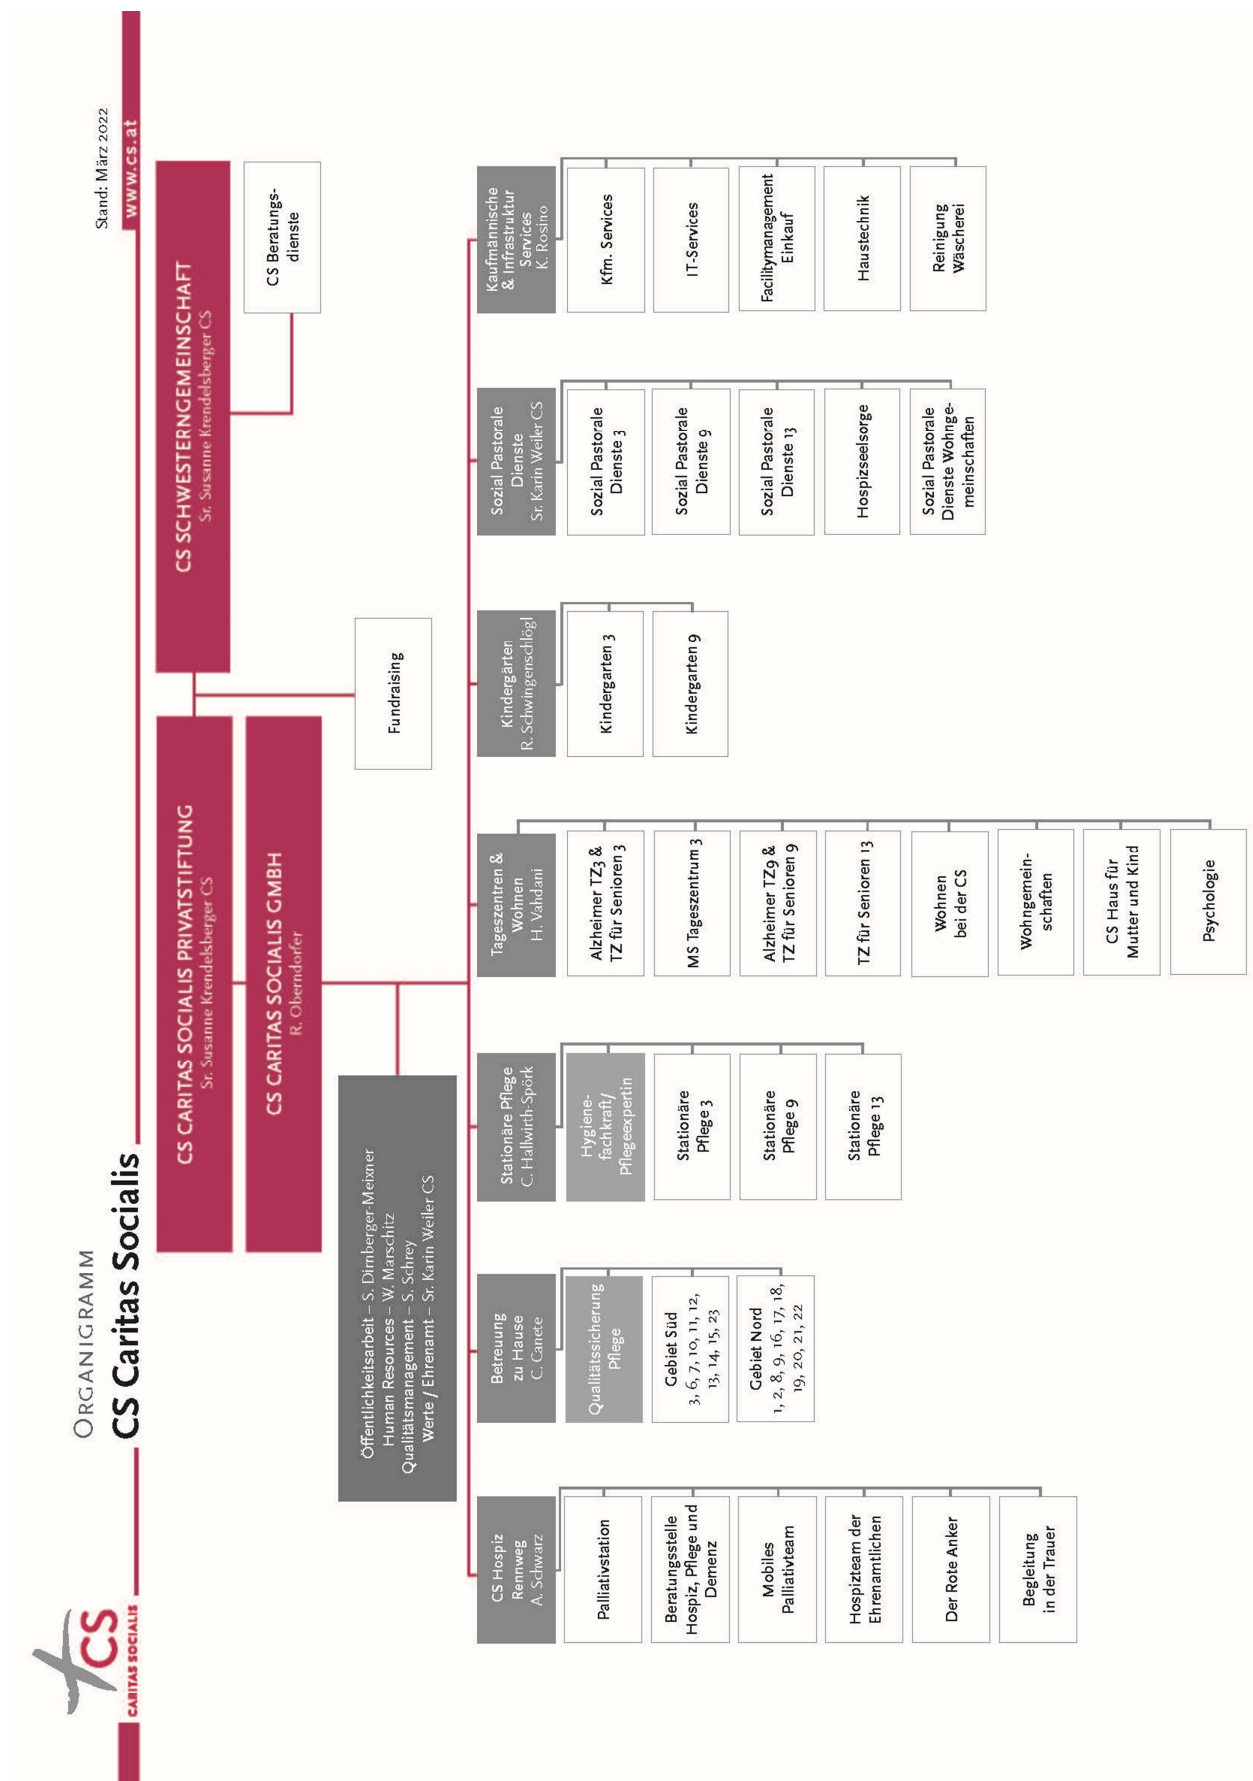 CS
CARITAS SOCIALIS
ORGANIGRAMM
CS Caritas Socialis
Stand: März 2022
www.cs.at
CS CARITAS SOCIALIS PRIVATSTIFTUNG
Sr. Susanne Krendelsberger CS
CS SCHWESTERNGEMEINSCHAFT
Sr. Susanne Krendelsberger CS
CS CARITAS SOCIALIS GMBH
R. Oberndorfer
CS Beratungs-
dienste
Fundraising
Öffentlichkeitsarbeit – S. Dirnberger-Meixner
Human Resources – W. Marschitz
Qualitätsmanagement – S. Schrey
Werte / Ehrenamt – Sr. Karin Weiler CS
CS Hospiz
Rennweg
A. Schwarz
Palliativstation
Beratungsstelle
Hospiz, Pflege und
Demenz
Mobiles
Palliativteam
Hospizteam der
Ehrenamtlichen
Der Rote Anker
Begleitung
in der Trauer
Betreuung
zu Hause
C. Canete
Qualitätssicherung
Pflege
Gebiet Süd
3, 6, 7, 10, 11, 12,
13, 14, 15, 23
Gebiet Nord
1, 2, 8, 9, 16, 17, 18,
19, 20, 21, 22
Stationäre Pflege
C. Hallwirth-Spörk
Hygiene-
fachkraft/
Pflegeexpertin
Stationäre
Pflege 3
Stationäre
Pflege 9
Stationäre
Pflege 13
Tageszentren &
Wohnen
H. Vahdani
Alzheimer TZ3 &
TZ für Senioren 3
MS Tageszentrum 3
Alzheimer TZ9 &
TZ für Senioren 9
TZ für Senioren 13
Wohnen
bei der CS
Wohngemein-
schaften
CS Haus für
Mutter und Kind
Psychologie
Kindergärten
R. Schwingenschlögl
Kindergarten 3
Kindergarten 9
Sozial Pastorale
Dienste
Sr. Karin Weiler CS
Sozial Pastorale
Dienste 3
Sozial Pastorale
Dienste 9
Sozial Pastorale
Dienste 13
Hospizseelsorge
Sozial Pastorale
Dienste Wohnge-
meinschaften
Kaufmännische
& Infrastruktur
Services
K. Rosino
Kfm. Services
IT-Services
Facilitymanagement
Einkauf
Haustechnik
Reinigung
Wäscherei